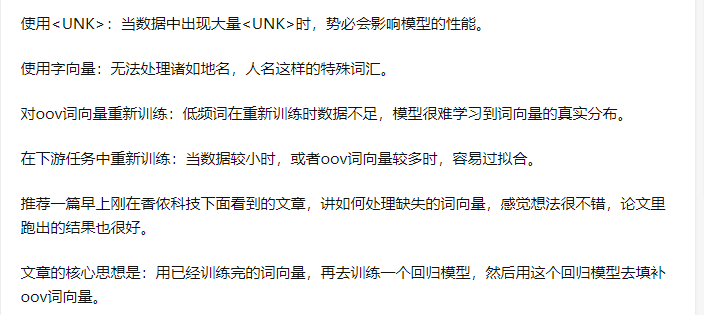 使用<UNK>：当数据中出现大量<UNK>时，势必会影响模型的性能。
使用字向量：无法处理诸如地名，人名这样的特殊词汇。
对oov词向量重新训练：低频词在重新训练时数据不足，模型很难学习到词向量的真实分布。
在下游任务中重新训练：当数据较小时，或者oov词向量较多时，容易过拟合。
推荐一篇早上刚在香侬科技下面看到的文章，讲如何处理缺失的词向量，感觉想法很不错，论文里
跑出的结果也很好。
文章的核心思想是：用已经训练完的词向量，再去训练一个回归模型，然后用这个回归模型去填补
oov词向量。